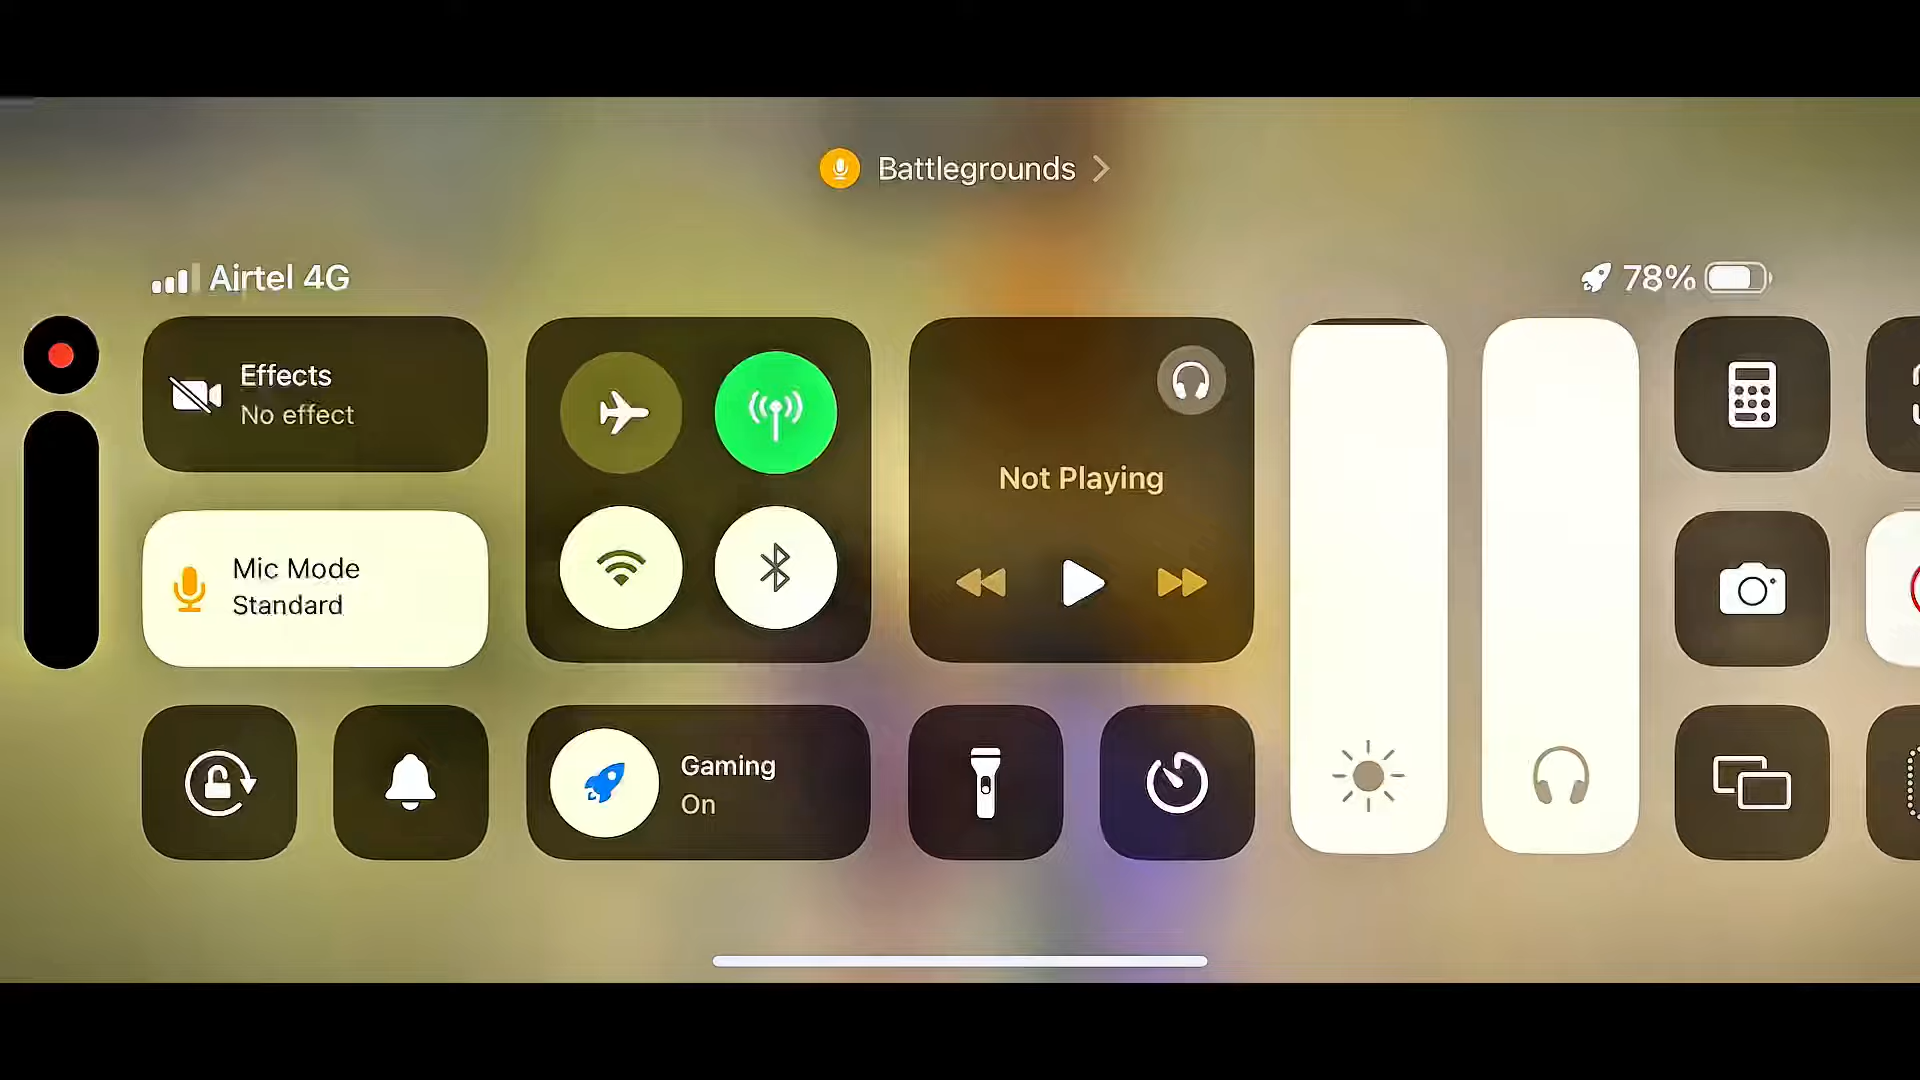 Battlegrounds
Airtel 4G
78%
Effects
No effect
Not Playing
Mic Mode
Standard
Gaming
On